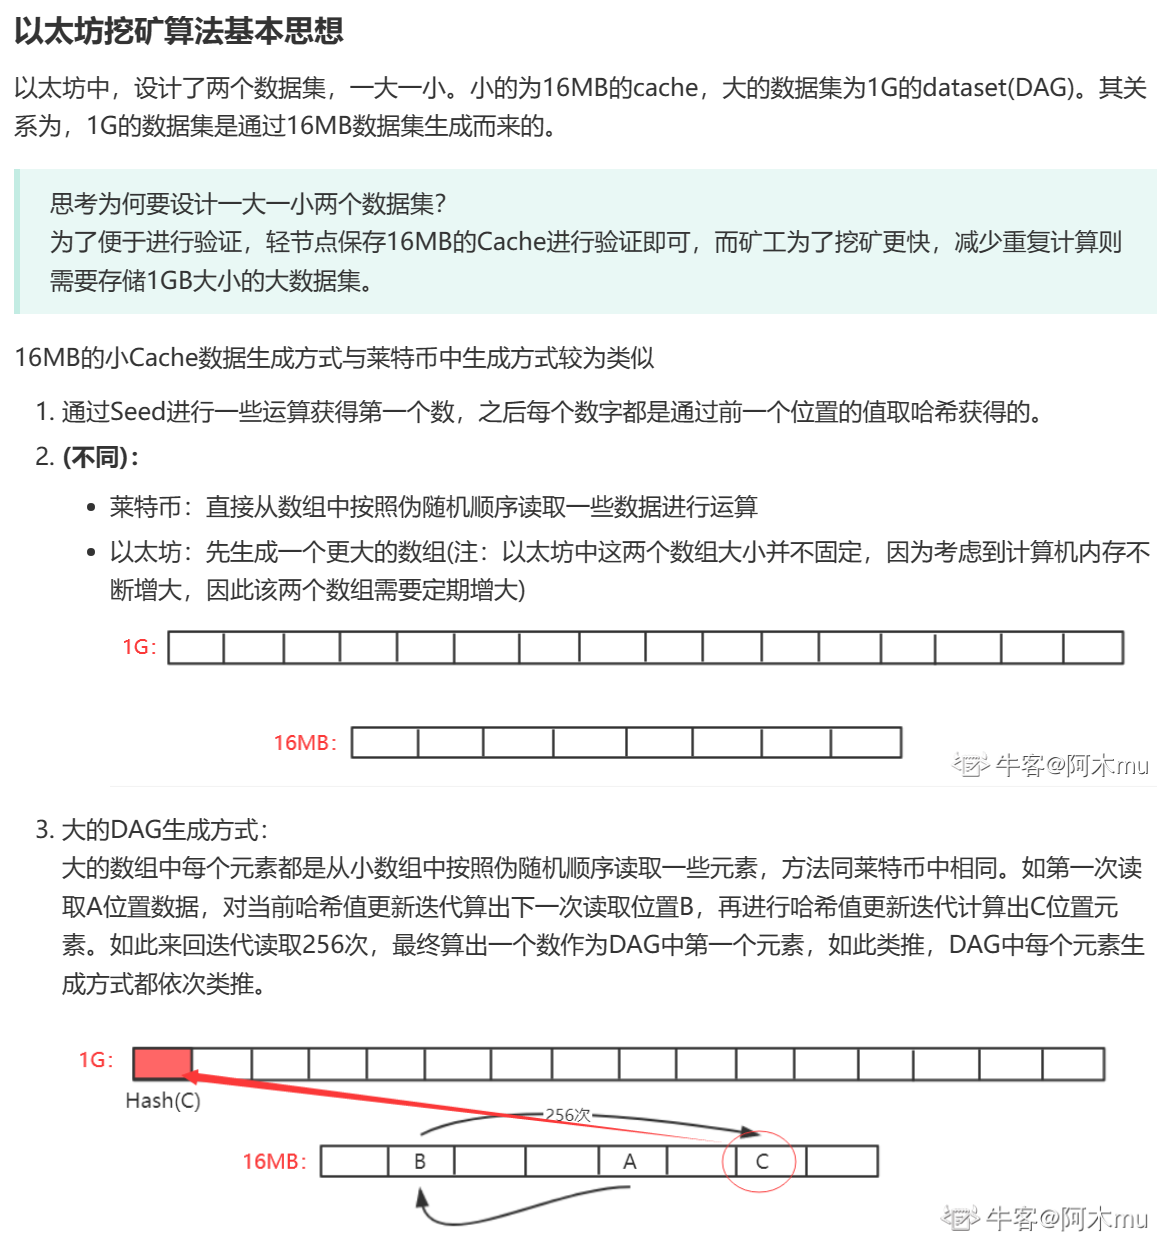 以太坊挖矿算法基本思想
以太坊中，设计了两个数据集，一大一小。小的为16MB的cache，大的数据集为1G的dataset(DAG)。其关
系为，1G的数据集是通过16MB数据集生成而来的。
思考为何要设计一大一小两个数据集?
为了便于进行验证，轻节点保存16MB的Cache进行验证即可，而矿工为了挖矿更快，减少重复计算则
需要存储1GB大小的大数据集。
16MB的小Cache数据生成方式与莱特币中生成方式较为类似
1. 通过Seed进行一些运算获得第一个数，之后每个数字都是通过前一个位置的值取哈希获得的。
2. (不同)：
• 莱特币：直接从数组中按照伪随机顺序读取一些数据进行运算
• 以太坊：先生成一个更大的数组(注：以太坊中这两个数组大小并不固定，因为考虑到计算机内存不
断增大，因此该两个数组需要定期增大)
1G：
16MB：
牛客@阿木mu
3. 大的DAG生成方式：
大的数组中每个元素都是从小数组中按照伪随机顺序读取一些元素，方法同莱特币中相同。如第一次读
取A位置数据，对当前哈希值更新迭代算出下一次读取位置B，再进行哈希值更新迭代计算出C位置元
素。如此来回迭代读取256次，最终算出一个数作为DAG中第一个元素，如此类推，DAG中每个元素生
成方式都依次类推。
1G：
Hash(C)
256次
16MB： B A C
牛客@阿木mu